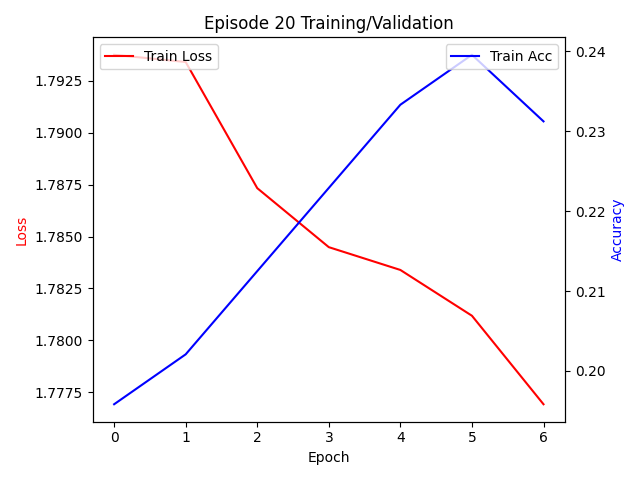 Episode 20 Training/Validation
Train Loss
Train Acc
1.7925
1.7900
1.7875
1.7850
1.7825
1.7800
1.7775
Loss
0.24
0.23
0.22
0.21
0.20
Accuracy
0 1 2 3 4 5 6
Epoch